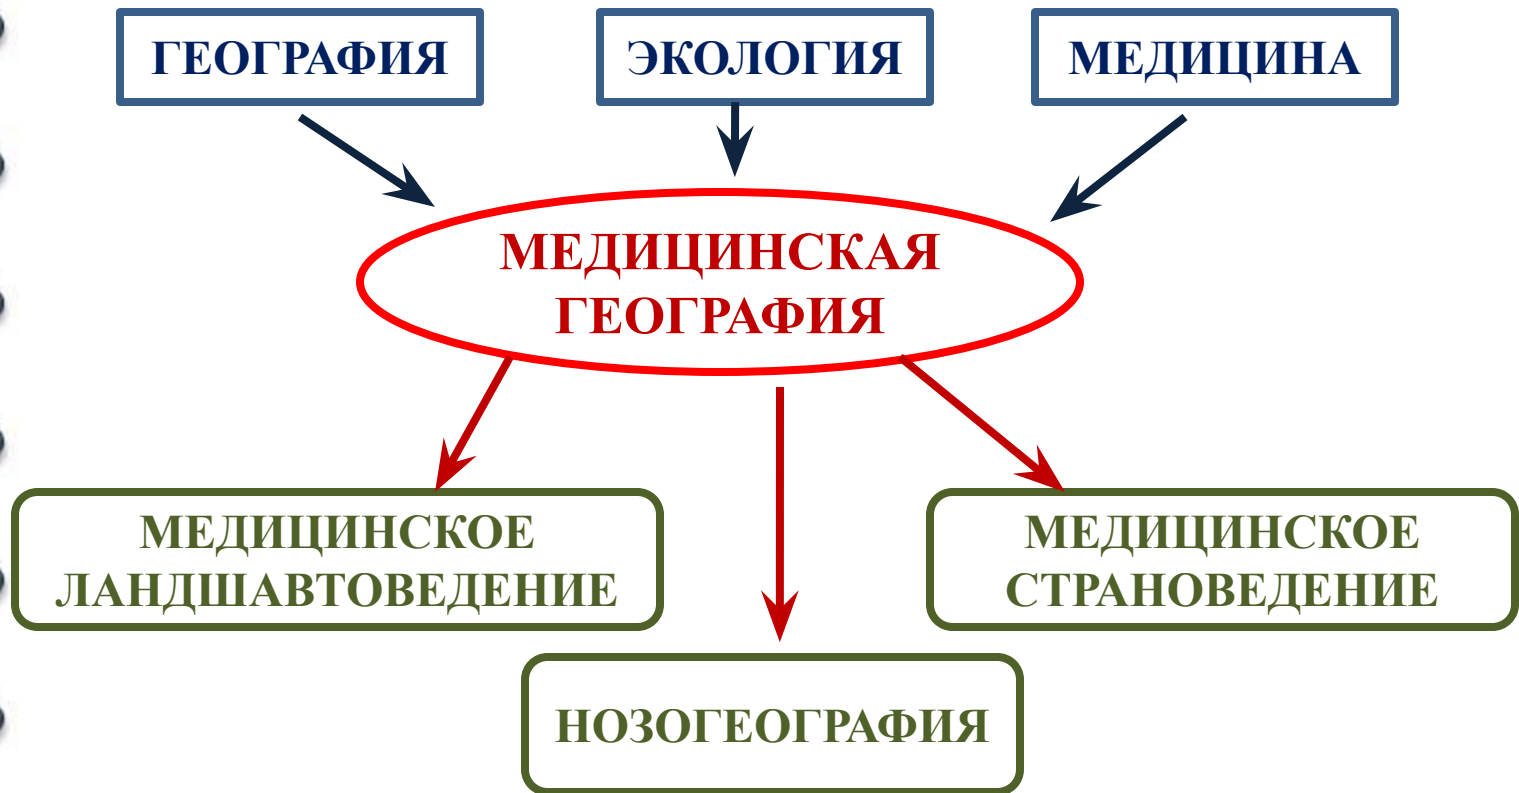 ГЕОГРАФИЯ
ЭКОЛОГИЯ
МЕДИЦИНА
МЕДИЦИНСКАЯ
ГЕОГРАФИЯ
МЕДИЦИНСКОЕ
ЛАНДШАВТОВЕДЕНИЕ
МЕДИЦИНСКОЕ
СТРАНОВЕДЕНИЕ
НОЗОГЕОГРАФИЯ